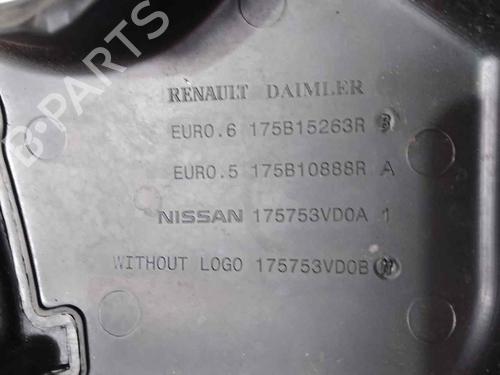 RENAULT DAIMLER
EURO.6 175B15263R
EURO.5 175B10888R A
NISSAN 175753VD0A 1
WITHOUT LOGO 175753VD0B
B-PARTS